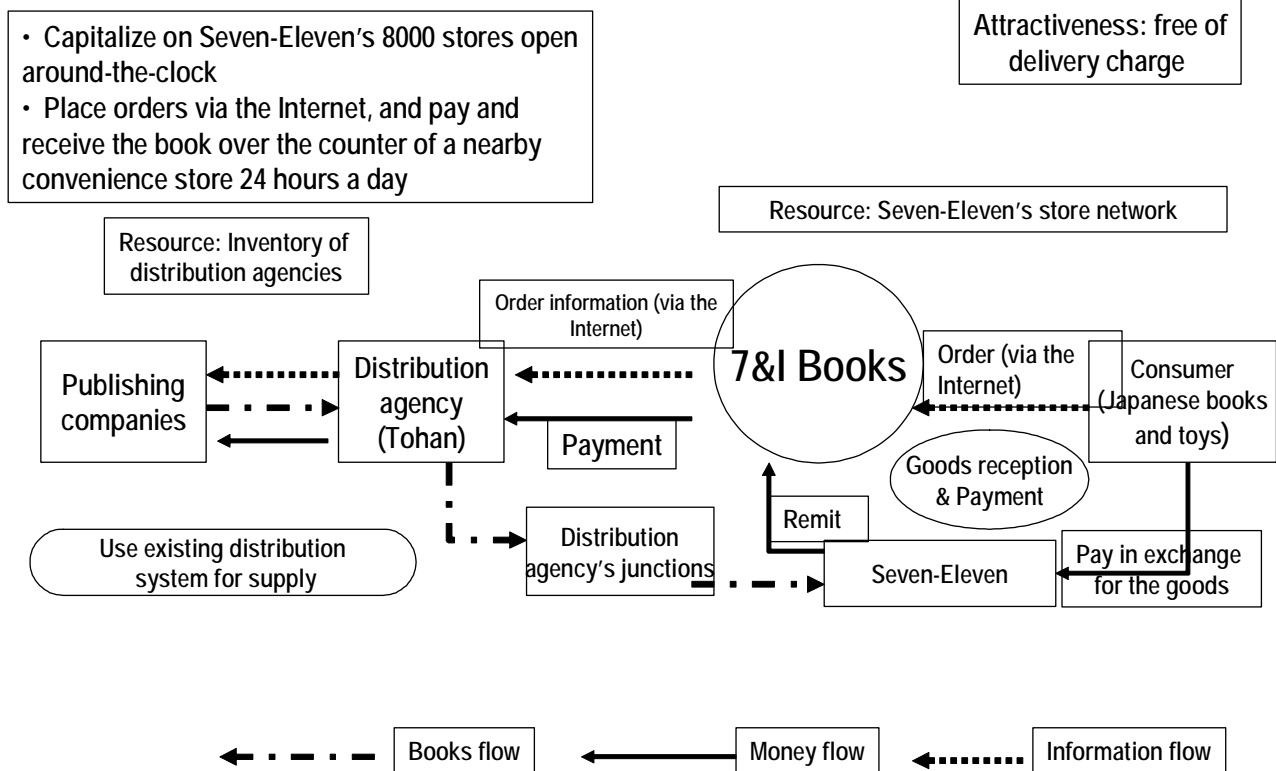 ・ Capitalize on Seven-Eleven's 8000 stores open
around-the-clock
・ Place orders via the Internet, and pay and
receive the book over the counter of a nearby
convenience store 24 hours a day
Attractiveness: free of
delivery charge
Resource: Inventory of
distribution agencies
Resource: Seven-Eleven's store network
Order information (via the
Internet)
Publishing
companies
Distribution
agency
(Tohan)
Payment
7&I Books
Order (via the
Internet)
Consumer
(Japanese books
and toys)
Goods reception
& Payment
Remit
Use existing distribution
system for supply
Distribution
agency's junctions
Seven-Eleven
Pay in exchange
for the goods
Books flow
Money flow
Information flow